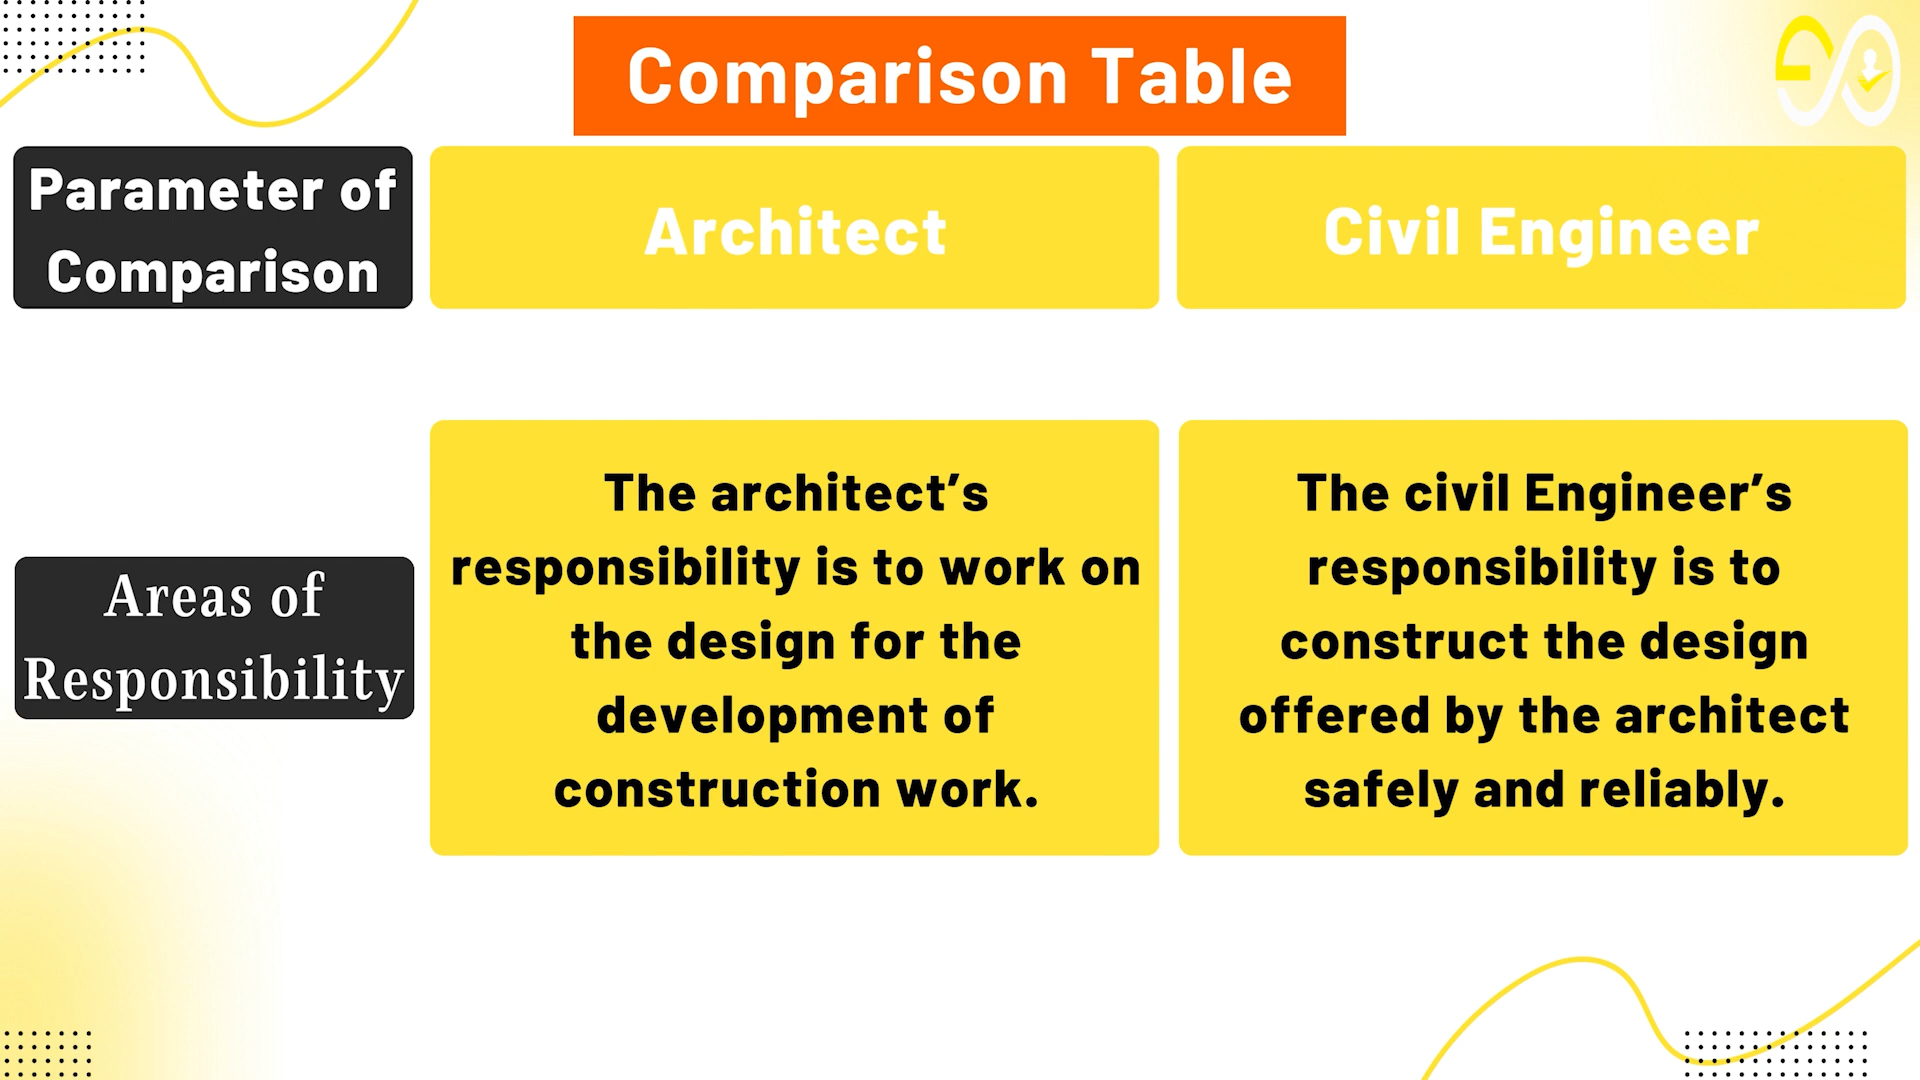 Comparison Table
Parameter of
Comparison
Architect
Civil Engineer
Areas of
Responsibility
The architect’s
responsibility is to work on
the design for the
development of
construction work.
The civil Engineer’s
responsibility is to
construct the design
offered by the architect
safely and reliably.